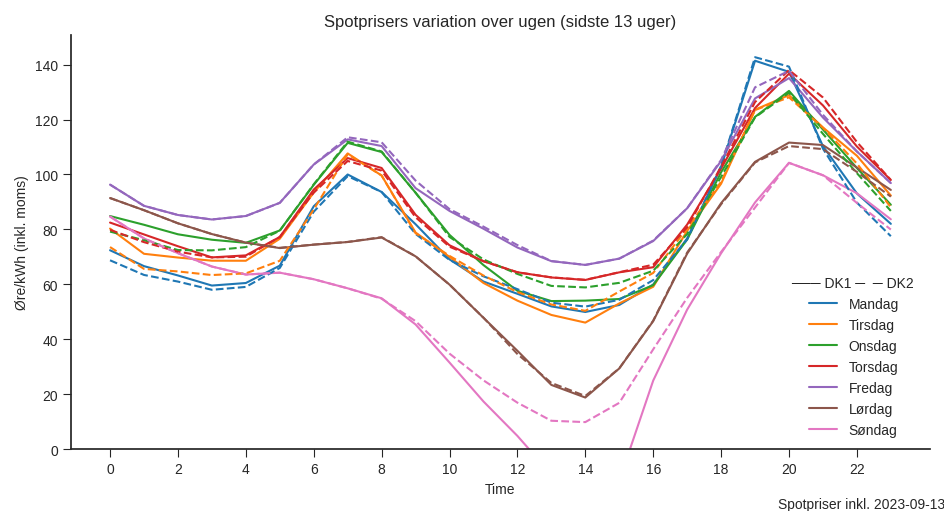 Spotprisers variation over ugen (sidste 13 uger)
Øre/kWh (inkl. moms)
140
120
100
80
60
40
20
0
0 2 4 6 8 10 12 14 16 18 20 22
Time
DK1 DK2
Mandag
Tirsdag
Onsdag
Torsdag
Fredag
Lørdag
Søndag
Spotpriser inkl. 2023-09-13